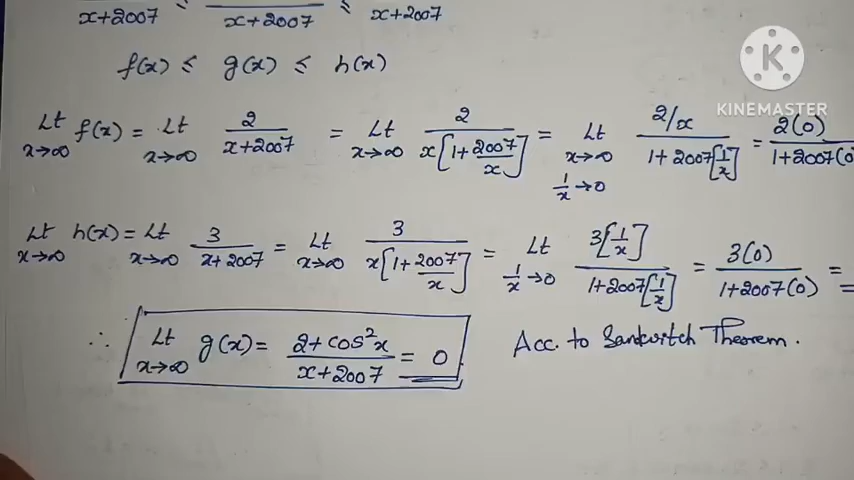 x+2007 ≤ x+2007 ≤ x+2007
f(x) ≤ g(x) ≤ h(x)
KINEMASTER
Lt x→∞ f(x) = Lt x→∞ 2/(x+2007) = Lt x→∞ 2/(x[1+2007/x]) = Lt x→∞ 1/x→0 (2/x)/(1+2007[1/x]) = 2(0)/(1+2007(0)
Lt x→∞ h(x) = Lt x→∞ 3/(x+2007) = Lt x→∞ 3/(x[1+2007/x]) = Lt 1/x→0 3[1/x]/(1+2007[1/x]) = 3(0)/(1+2007(0)) =
∴ Lt x→∞ g(x) = (2+cos²x)/(x+2007) = 0 Acc. to Sandwitch Theorem.